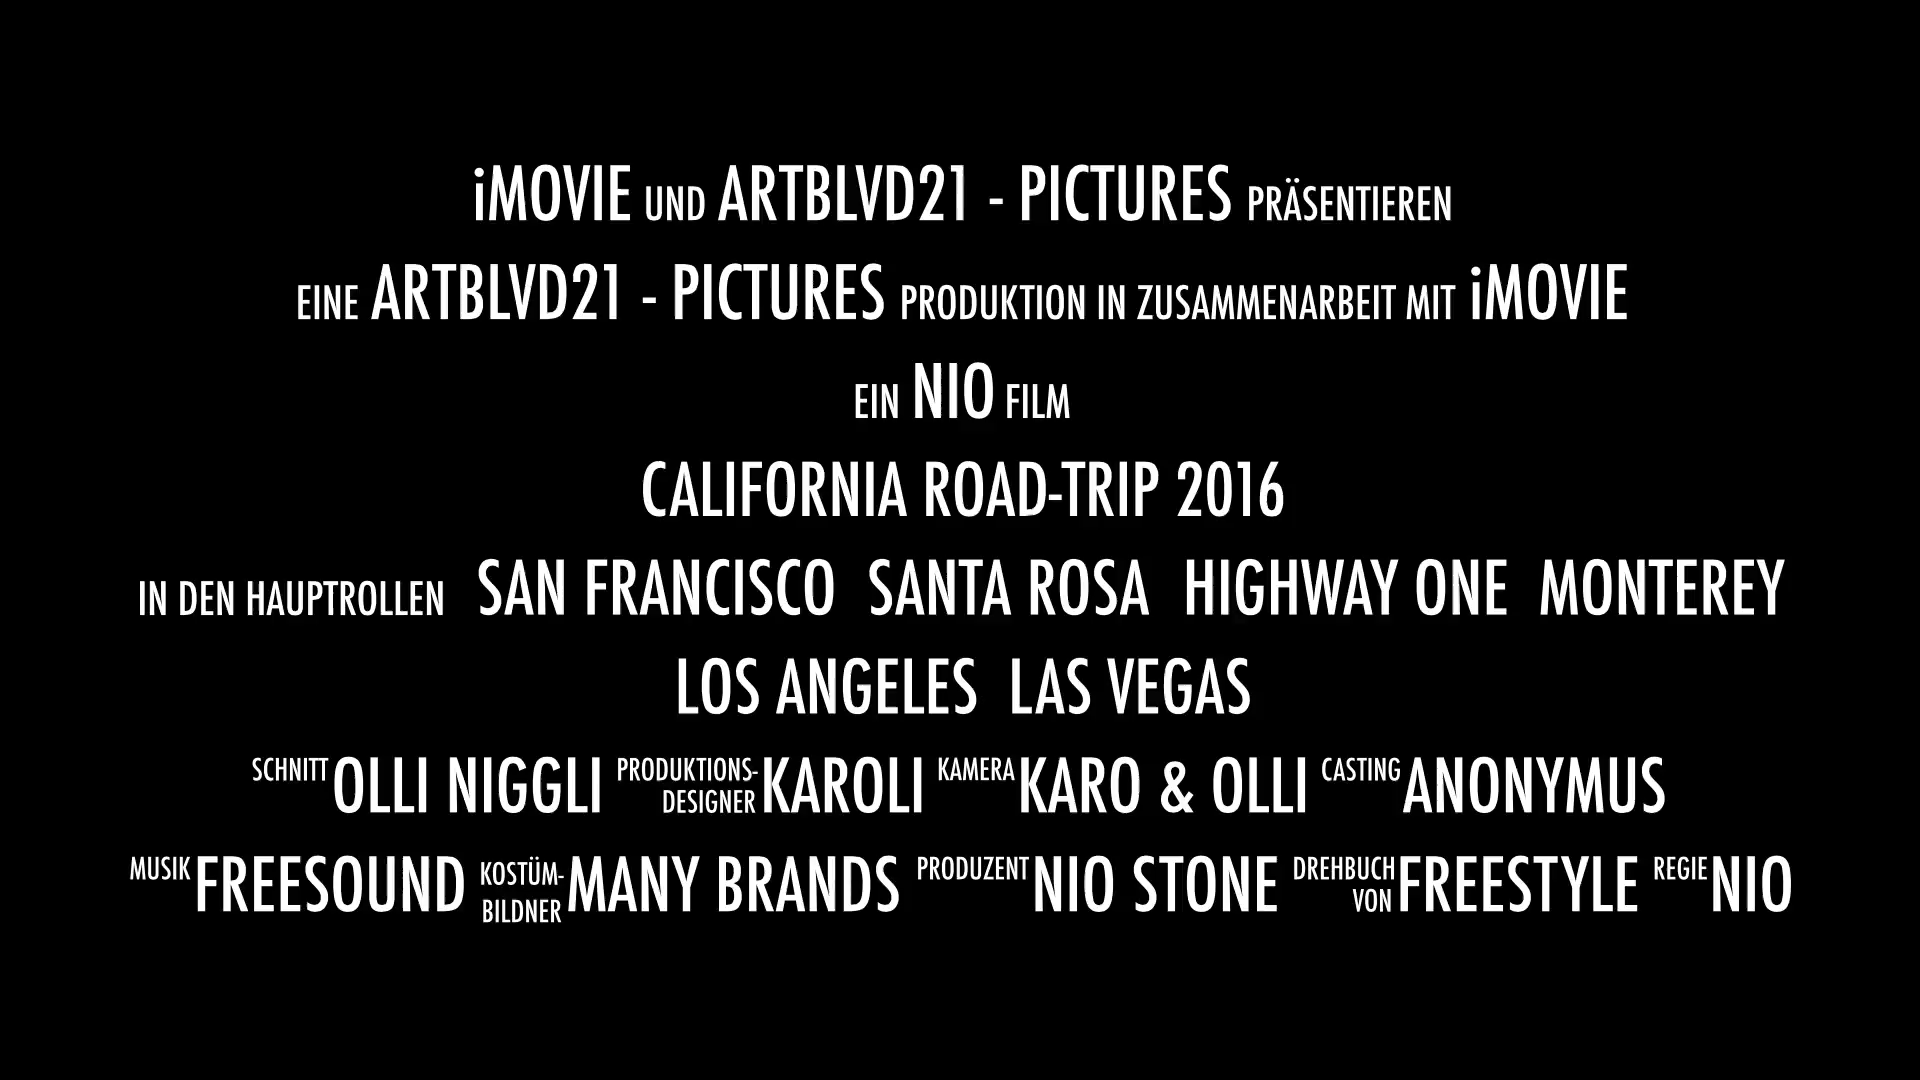 iMOVIE UND ARTBLVD21 - PICTURES PRÄSENTIEREN
EINE ARTBLVD21 - PICTURES PRODUKTION IN ZUSAMMENARBEIT MIT iMOVIE
EIN NIO FILM
CALIFORNIA ROAD-TRIP 2016
IN DEN HAUPTROLLEN SAN FRANCISCO SANTA ROSA HIGHWAY ONE MONTEREY
LOS ANGELES LAS VEGAS
SCHNITT OLLI NIGGLI PRODUKTIONS-DESIGNER KAROLI KAMERA KARO & OLLI CASTING ANONYMUS
MUSIK FREESOUND KOSTÜM-BILDNER MANY BRANDS PRODUZENT NIO STONE DREHBUCH VON FREESTYLE REGIE NIO